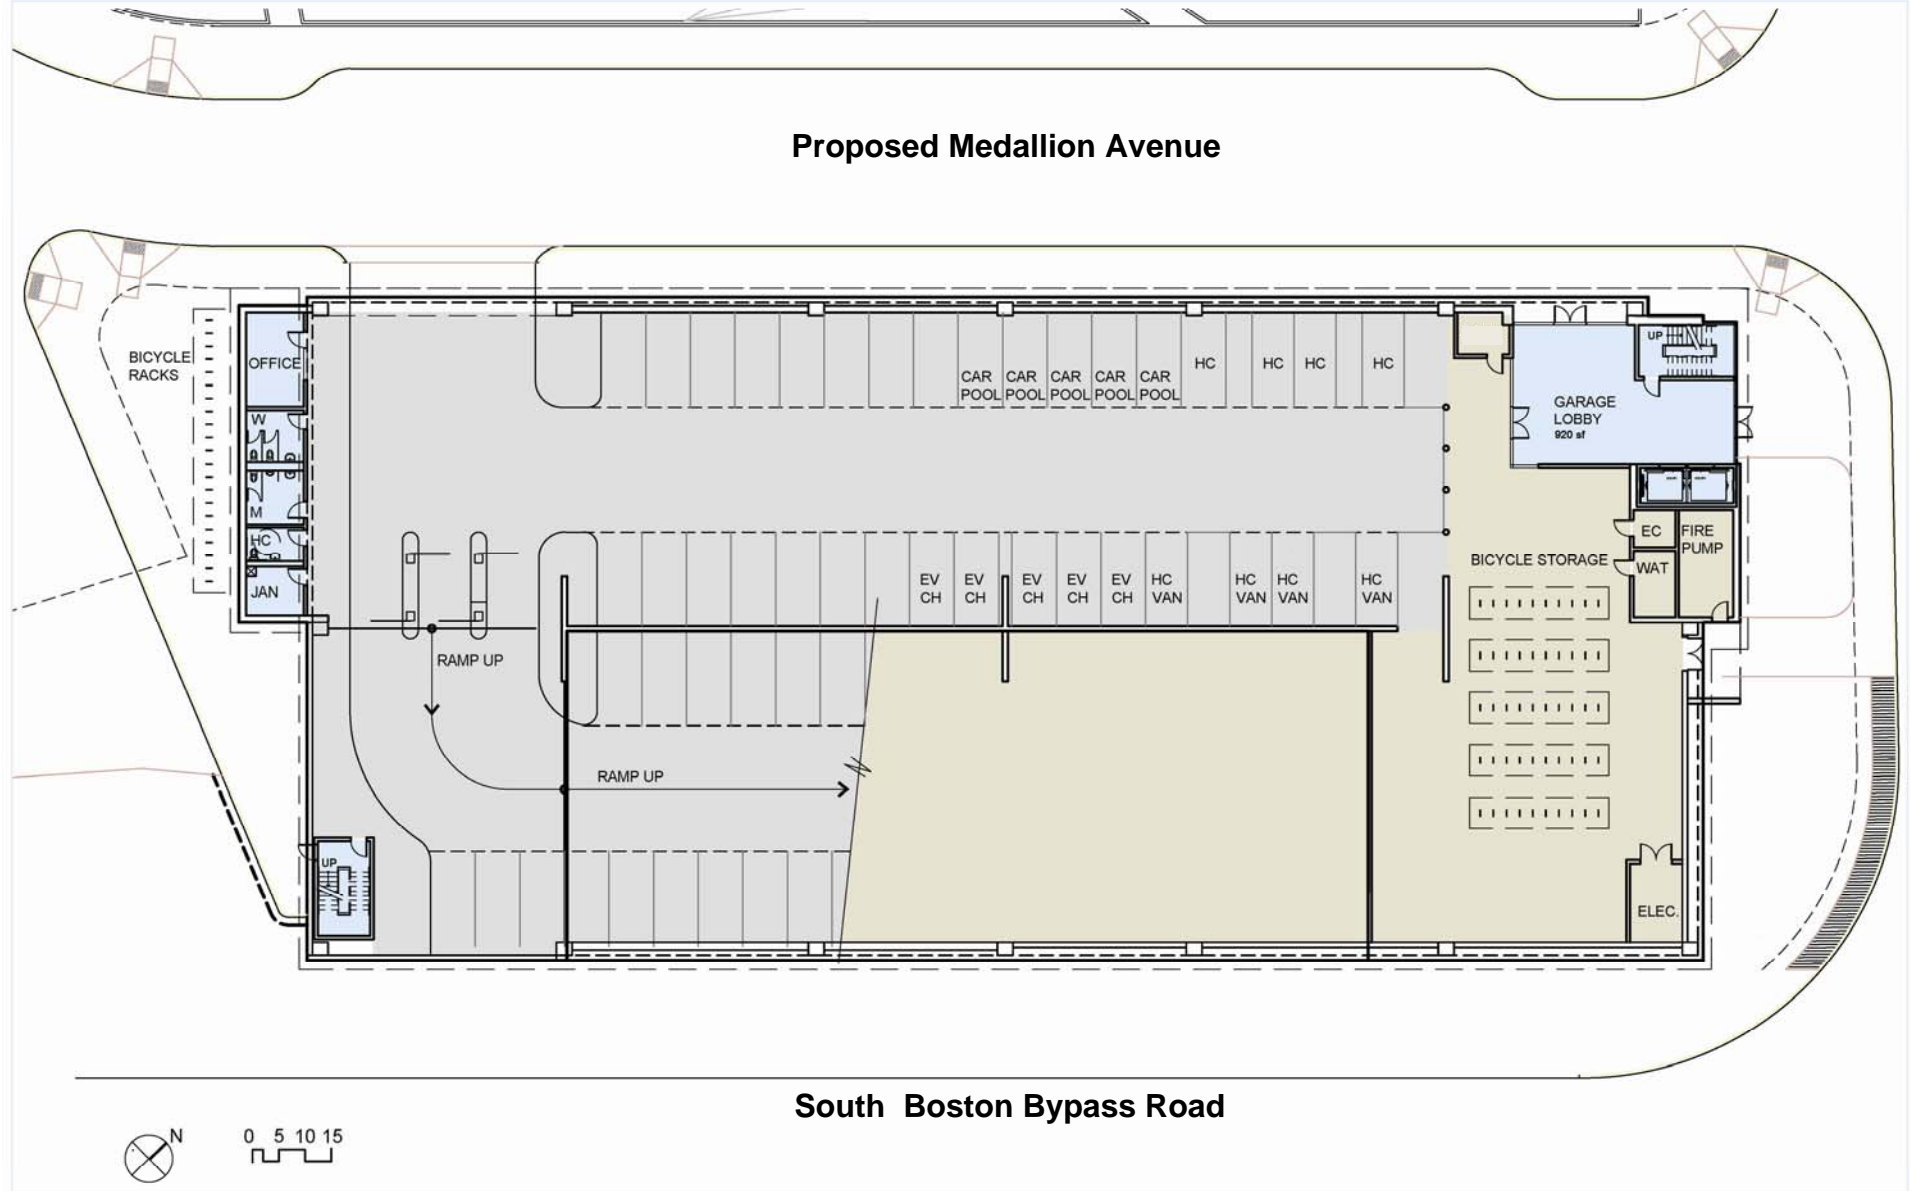 Proposed Medallion Avenue
BICYCLE
RACKS
OFFICE
W
M
HC
JAN
CAR
POOL
CAR
POOL
CAR
POOL
CAR
POOL
CAR
POOL
HC
HC
HC
HC
UP
GARAGE
LOBBY
920 sf
EC
FIRE
PUMP
WAT
BICYCLE STORAGE
EV
CH
EV
CH
EV
CH
EV
CH
EV
CH
HC
VAN
HC
VAN
HC
VAN
HC
VAN
RAMP UP
RAMP UP
UP
ELEC.
South Boston Bypass Road
N
0 5 10 15